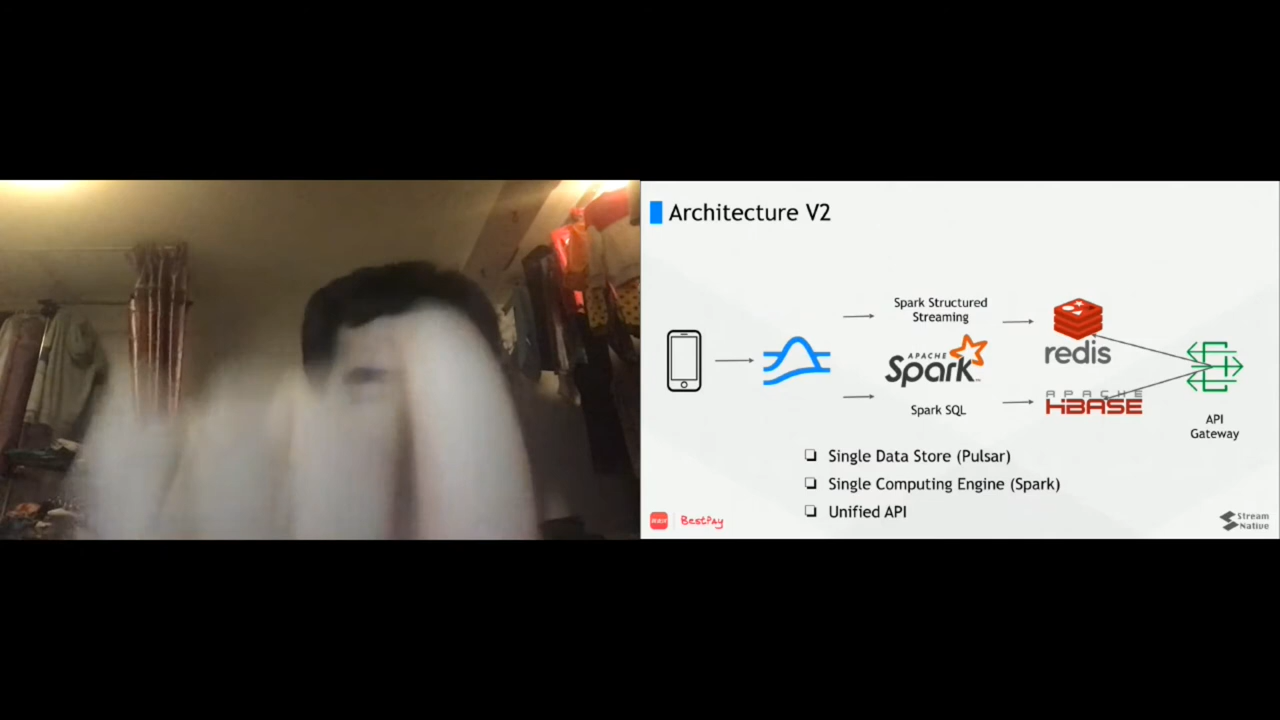 Architecture V2
Spark Structured
Streaming
APACHE
Spark
Spark SQL
redis
APACHE
HBASE
API
Gateway
Single Data Store (Pulsar)
Single Computing Engine (Spark)
Unified API
BestPay
Stream
Native